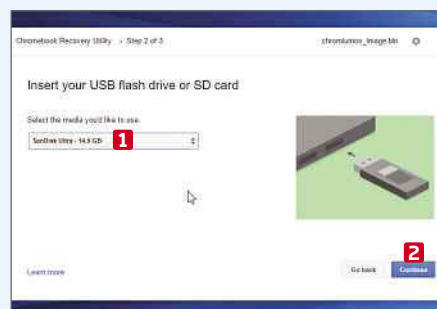 Chromebook Recovery Utility > Step 2 of 3
chromiumos_image.bin
Insert your USB flash drive or SD card
Select the media you'd like to use.
SanDisk Ultra - 14.9 GB
1
2
Learn more
Go back
Continue